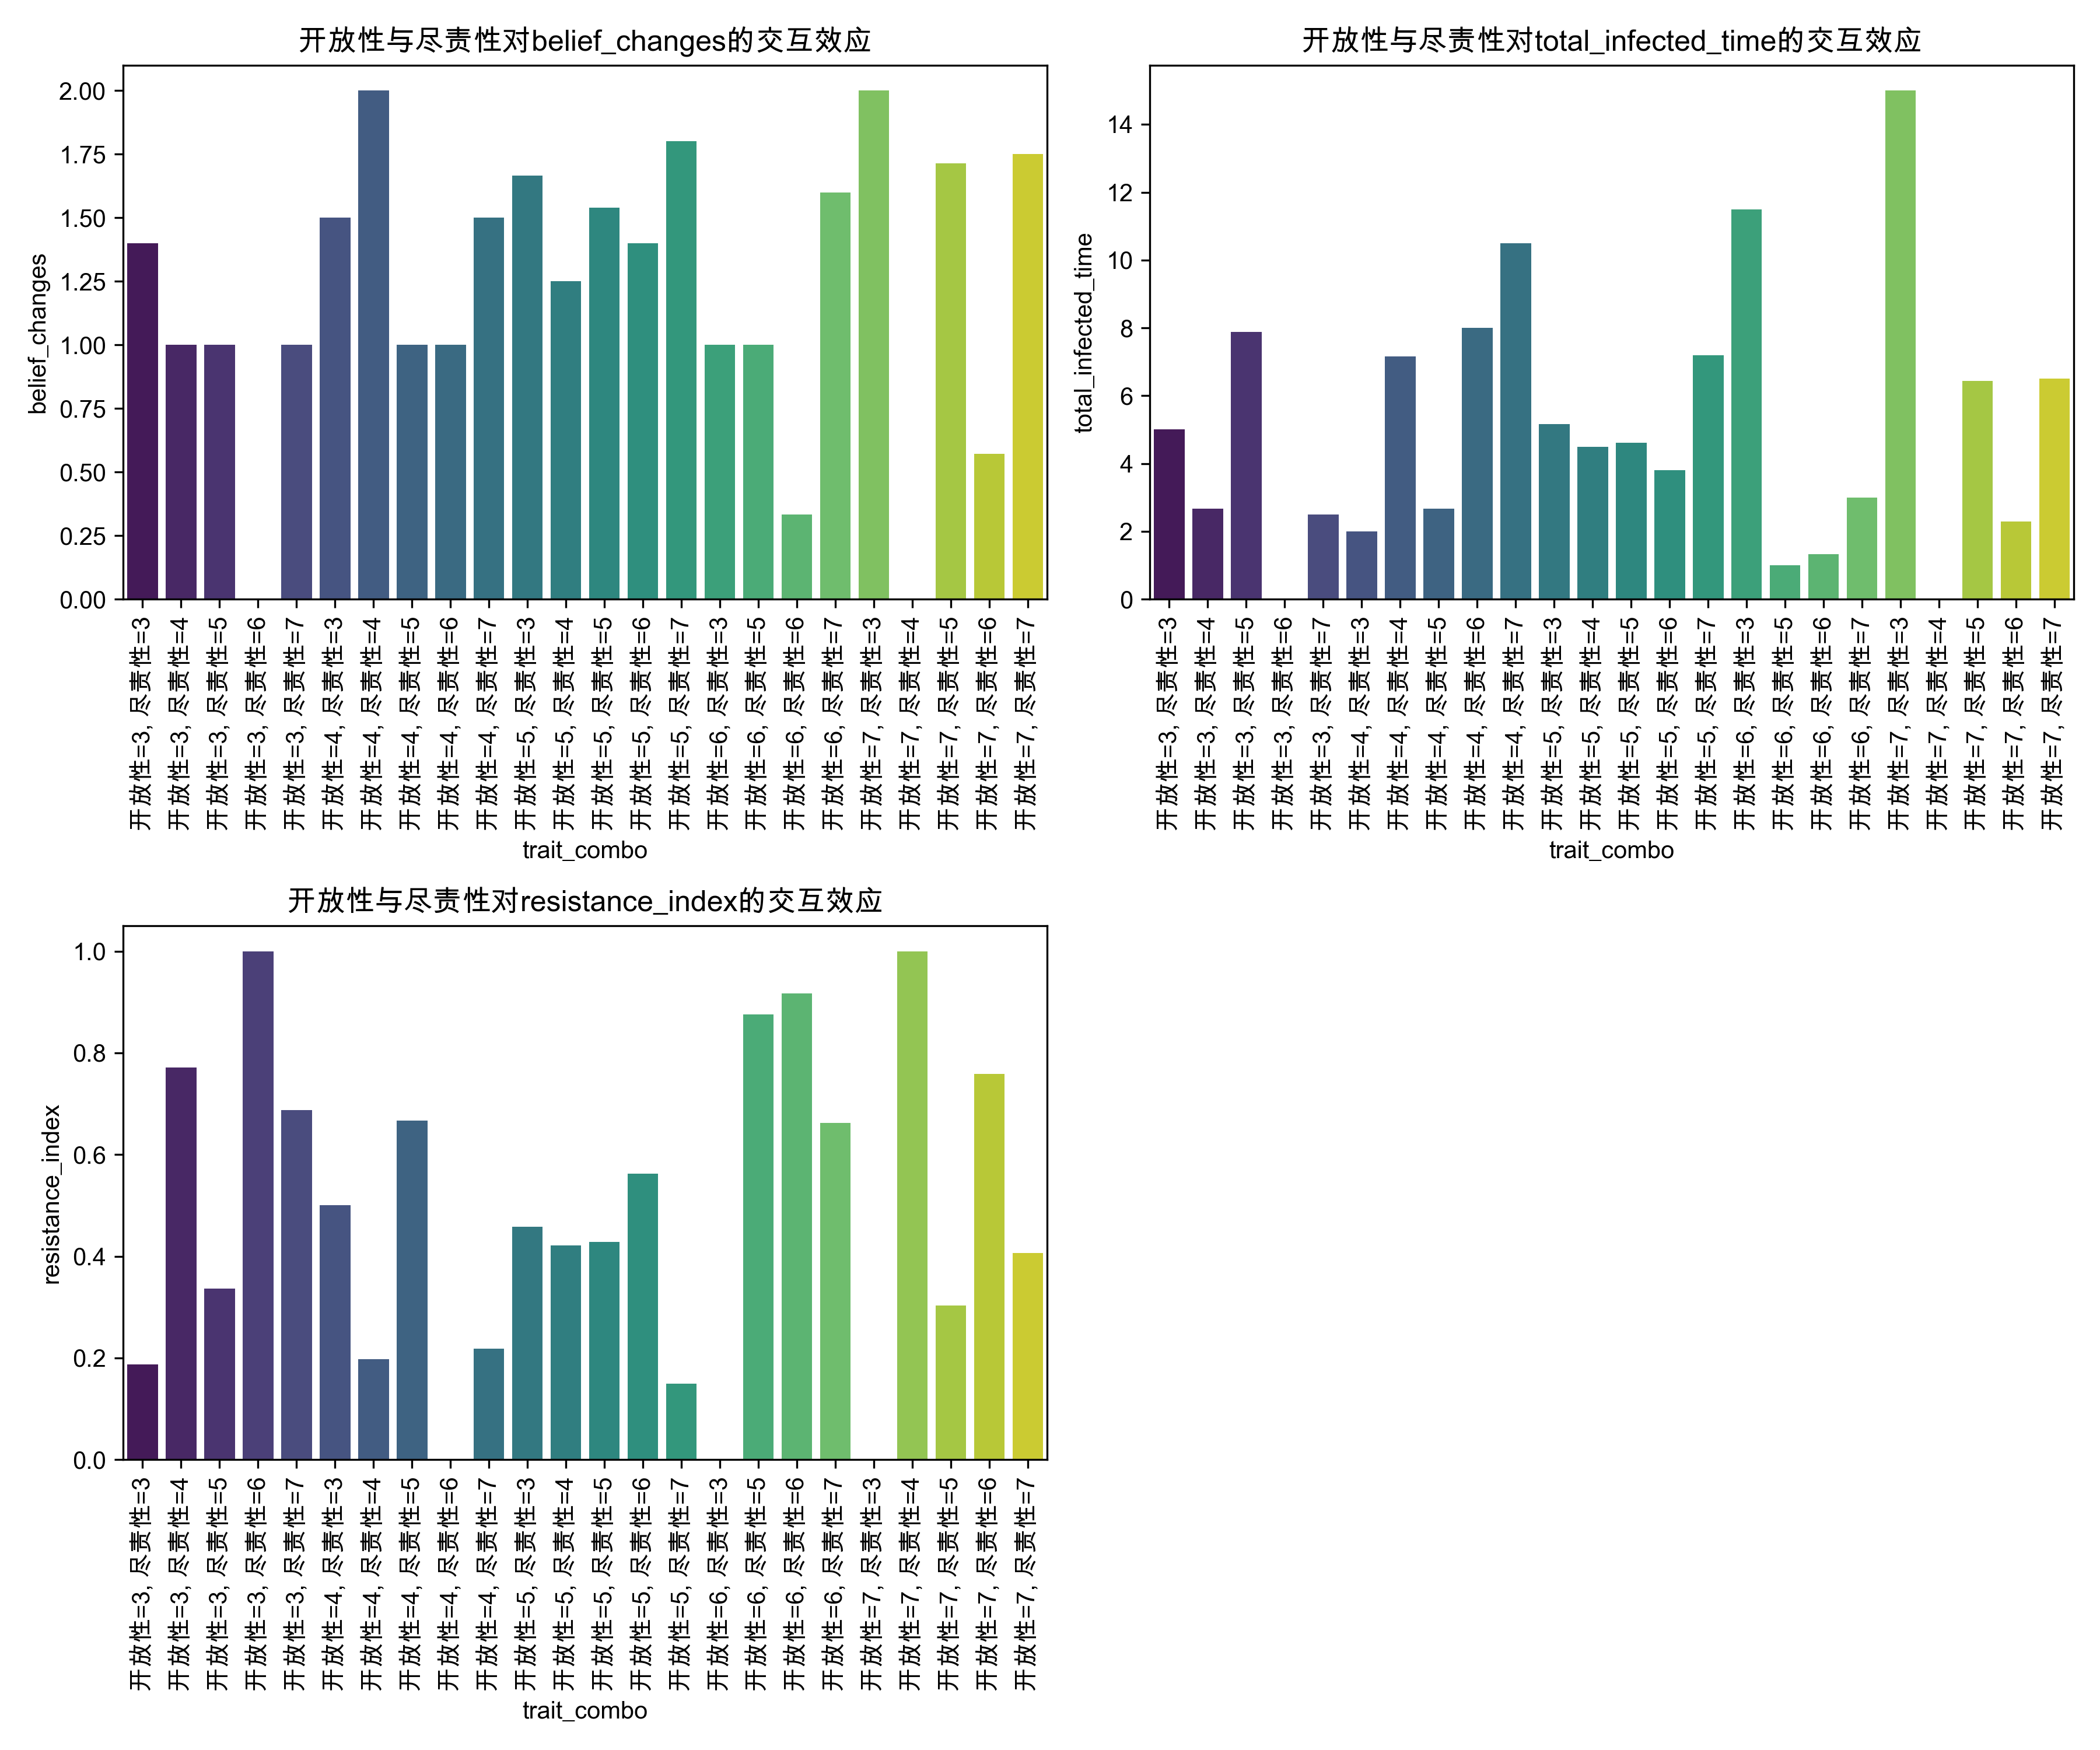 开放性与尽责性对belief_changes的交互效应
belief_changes
2.00
1.75
1.50
1.25
1.00
0.75
0.50
0.25
0.00
开放性=3, 尽责性=3
开放性=3, 尽责性=4
开放性=3, 尽责性=5
开放性=3, 尽责性=6
开放性=3, 尽责性=7
开放性=4, 尽责性=3
开放性=4, 尽责性=4
开放性=4, 尽责性=5
开放性=4, 尽责性=6
开放性=4, 尽责性=7
开放性=5, 尽责性=3
开放性=5, 尽责性=4
开放性=5, 尽责性=5
开放性=5, 尽责性=6
开放性=5, 尽责性=7
开放性=6, 尽责性=3
开放性=6, 尽责性=5
开放性=6, 尽责性=6
开放性=6, 尽责性=7
开放性=7, 尽责性=3
开放性=7, 尽责性=4
开放性=7, 尽责性=5
开放性=7, 尽责性=6
开放性=7, 尽责性=7
trait_combo
开放性与尽责性对total_infected_time的交互效应
total_infected_time
14
12
10
8
6
4
2
0
开放性=3, 尽责性=3
开放性=3, 尽责性=4
开放性=3, 尽责性=5
开放性=3, 尽责性=6
开放性=3, 尽责性=7
开放性=4, 尽责性=3
开放性=4, 尽责性=4
开放性=4, 尽责性=5
开放性=4, 尽责性=6
开放性=4, 尽责性=7
开放性=5, 尽责性=3
开放性=5, 尽责性=4
开放性=5, 尽责性=5
开放性=5, 尽责性=6
开放性=5, 尽责性=7
开放性=6, 尽责性=3
开放性=6, 尽责性=5
开放性=6, 尽责性=6
开放性=6, 尽责性=7
开放性=7, 尽责性=3
开放性=7, 尽责性=4
开放性=7, 尽责性=5
开放性=7, 尽责性=6
开放性=7, 尽责性=7
trait_combo
开放性与尽责性对resistance_index的交互效应
resistance_index
1.0
0.8
0.6
0.4
0.2
0.0
开放性=3, 尽责性=3
开放性=3, 尽责性=4
开放性=3, 尽责性=5
开放性=3, 尽责性=6
开放性=3, 尽责性=7
开放性=4, 尽责性=3
开放性=4, 尽责性=4
开放性=4, 尽责性=5
开放性=4, 尽责性=6
开放性=4, 尽责性=7
开放性=5, 尽责性=3
开放性=5, 尽责性=4
开放性=5, 尽责性=5
开放性=5, 尽责性=6
开放性=5, 尽责性=7
开放性=6, 尽责性=3
开放性=6, 尽责性=5
开放性=6, 尽责性=6
开放性=6, 尽责性=7
开放性=7, 尽责性=3
开放性=7, 尽责性=4
开放性=7, 尽责性=5
开放性=7, 尽责性=6
开放性=7, 尽责性=7
trait_combo